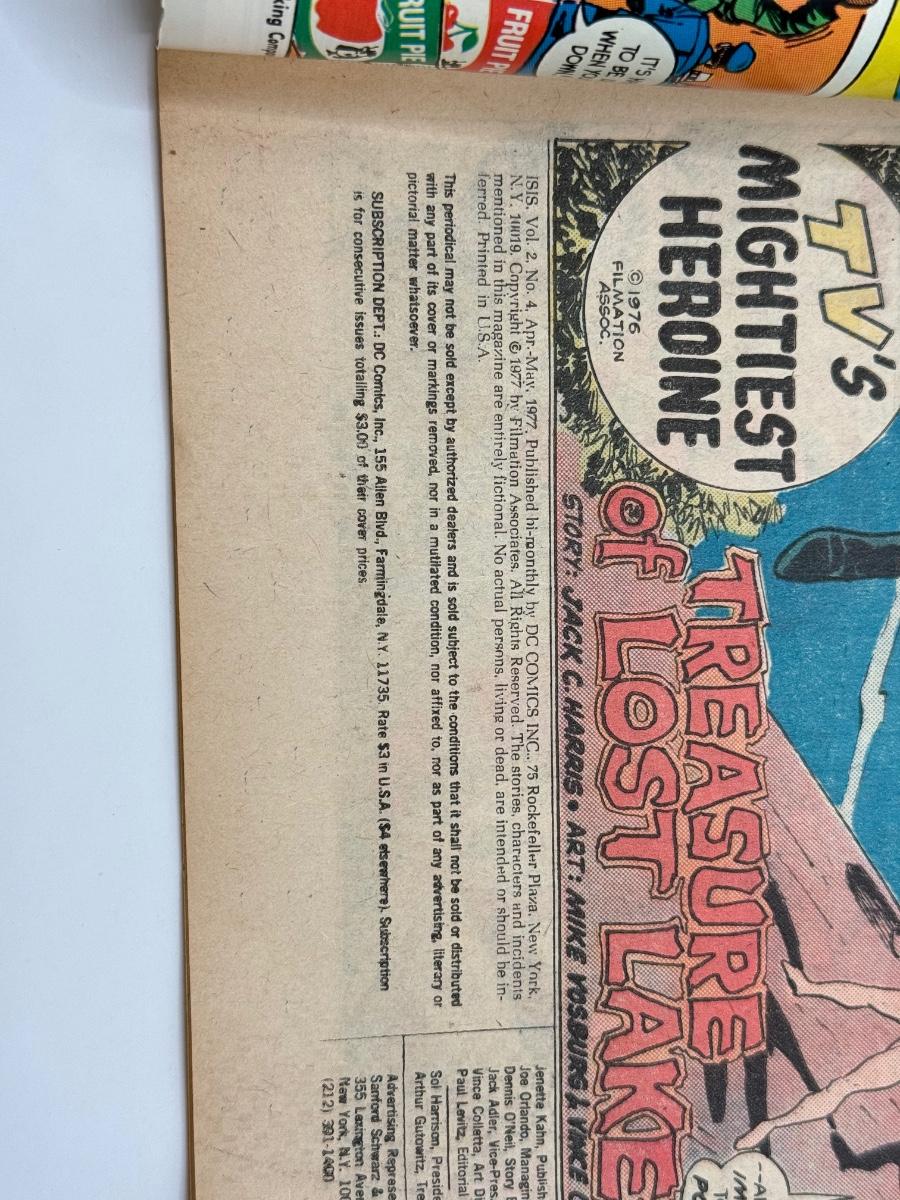 TV'S
MIGHTIEST
HEROINE
© 1976
FILMATION
ASSOC.
TREASURE
of LOST LAKE
STORY: JACK C. HARRIS • ART: MIKE VOSBURG & VINCE
ISIS, Vol. 2, No. 4, Apr.-May, 1977. Published bi-monthly by DC COMICS INC., 75 Rockefeller Plaza, New York,
N.Y. 10019. Copyright © 1977 by Filmation Associates. All Rights Reserved. The stories, characters and incidents
mentioned in this magazine are entirely fictional. No actual persons, living or dead, are intended or should be in-
ferred. Printed in U.S.A.
This periodical may not be sold except by authorized dealers and is sold subject to the conditions that it shall not be sold or distributed
with any part of its cover or markings removed, nor in a mutilated condition, nor affixed to, nor as part of any advertising, literary or
pictorial matter whatsoever.
SUBSCRIPTION DEPT.: DC Comics, Inc., 155 Allen Blvd., Farmingdale, N.Y. 11735. Rate $3 in U.S.A. ($4 elsewhere). Subscription
is for consecutive issues totalling $3.00 of their cover prices.
Jenette Kahn, Publish
Joe Orlando, Managin
Dennis O'Neil, Story E
Jack Adler, Vice-Pres.
Vince Colletta, Art Di
Paul Levitz, Editorial
Sol Harrison, Preside
Arthur Gutowitz, Tre
Advertising Represe
Sanford Schwarz &
355 Lexington Aven
New York, N.Y. 100
(212) 391-1400
FRUIT PIE
FRUIT PI
IT'S
TO BE
WHEN YO
DOWN
king Comp